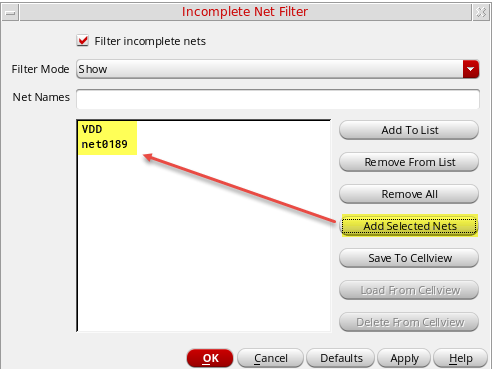 Incomplete Net Filter
Filter incomplete nets
Filter Mode Show
Net Names
VDD
net0189
Add To List
Remove From List
Remove All
Add Selected Nets
Save To Cellview
Load From Cellview
Delete From Cellview
OK Cancel Defaults Apply Help